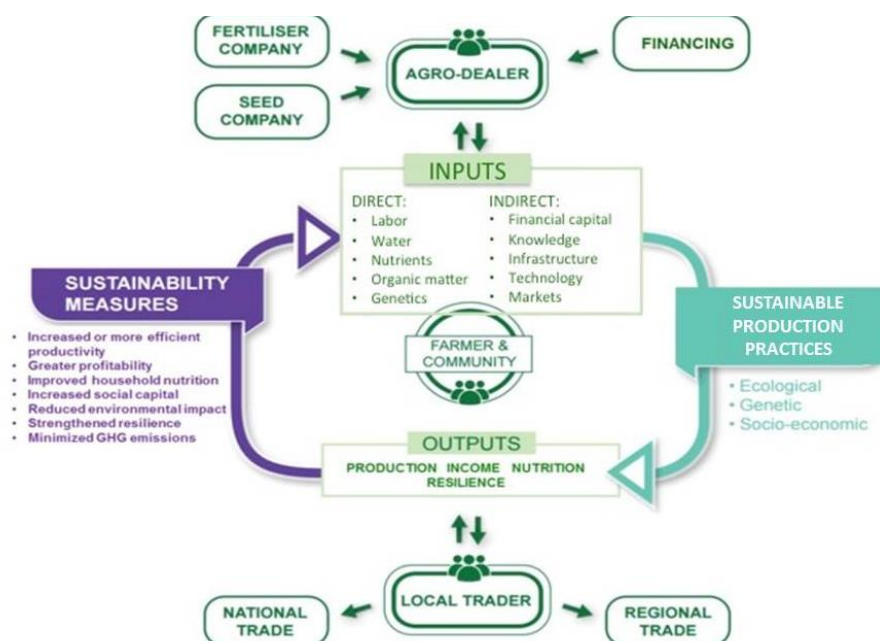 FERTILISER
COMPANY
FINANCING
AGRO-DEALER
SEED
COMPANY
INPUTS
DIRECT:
• Labor
• Water
• Nutrients
• Organic matter
• Genetics
INDIRECT:
• Financial capital
• Knowledge
• Infrastructure
• Technology
• Markets
SUSTAINABILITY
MEASURES
• Increased or more efficient
productivity
• Greater profitability
• Improved household nutrition
• Increased social capital
• Reduced environmental impact
• Strengthened resilience
• Minimized GHG emissions
FARMER &
COMMUNITY
SUSTAINABLE
PRODUCTION
PRACTICES
• Ecological
• Genetic
• Socio-economic
OUTPUTS
PRODUCTION INCOME NUTRITION
RESILIENCE
LOCAL TRADER
NATIONAL
TRADE
REGIONAL
TRADE